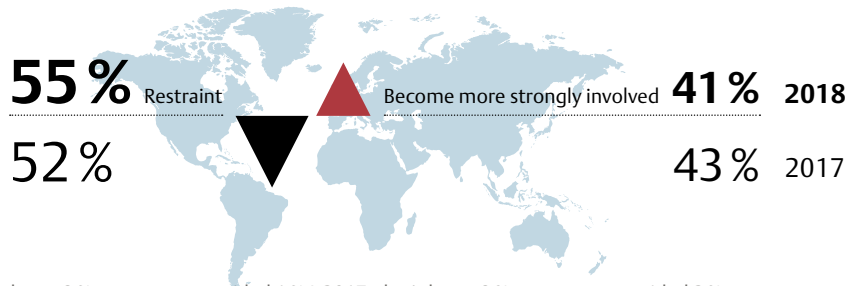 55 % Restraint Become more strongly involved 41 % 2018
52 % 43 % 2017